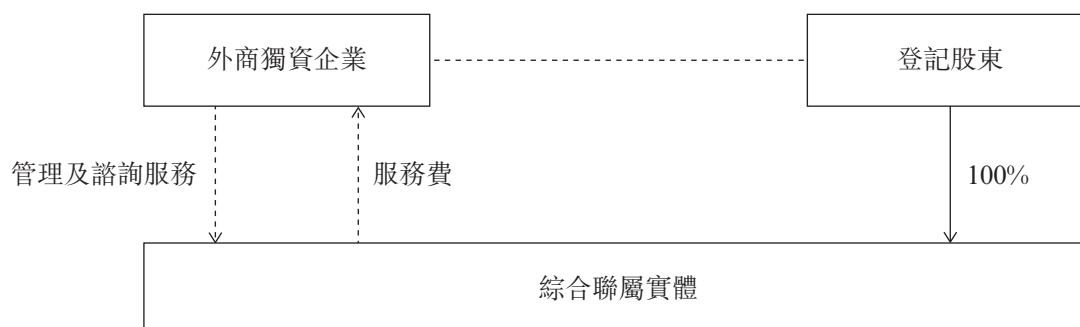 外商獨資企業
登記股東
管理及諮詢服務
服務費
100%
綜合聯屬實體